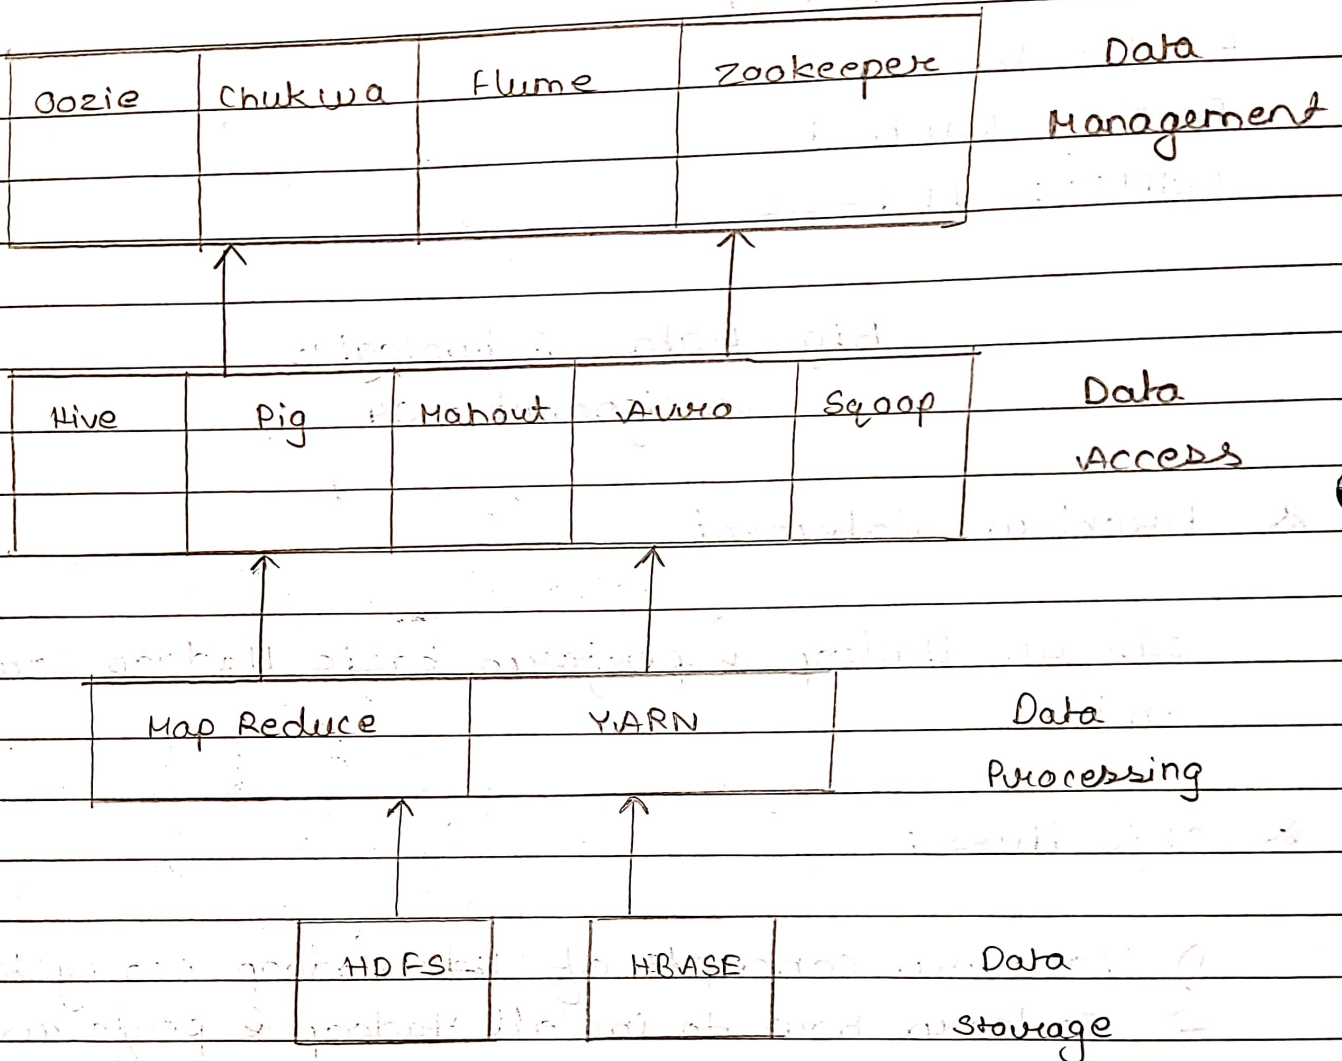 Oozie Chukwa Flume Zookeeper Data
Management
Hive Pig Mahout Avro Sqoop Data
Access
Map Reduce YARN Data
Processing
HDFS HBASE Data
Storage